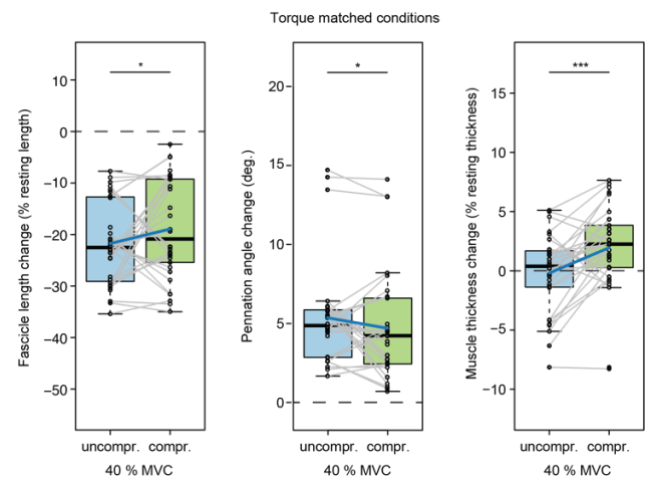 Torque matched conditions
Fascicle length change (% resting length)
10
0
−10
−20
−30
−40
−50
*
uncompr. compr.
40 % MVC
Pennation angle change (deg.)
20
15
10
5
0
*
uncompr. compr.
40 % MVC
Muscle thickness change (% resting thickness)
15
10
5
0
−5
−10
***
uncompr. compr.
40 % MVC